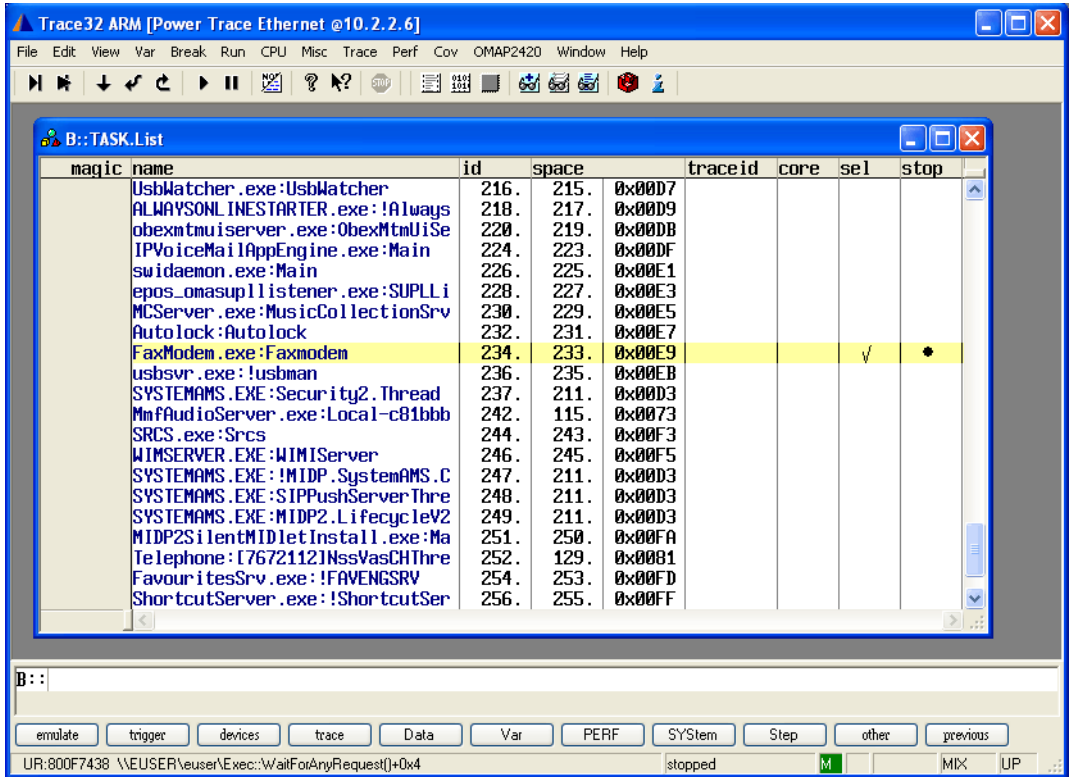 Trace32 ARM [Power Trace Ethernet @10.2.2.6]
File Edit View Var Break Run CPU Misc Trace Perf Cov OMAP2420 Window Help
STOP
B::TASK.List
magic name id space traceid core sel stop
UsbWatcher.exe:UsbWatcher 216. 215. 0x00D7
ALWAYSONLINESTARTER.exe:!Always 218. 217. 0x00D9
obexmtmuiserver.exe:ObexMtmUiSe 220. 219. 0x00DB
IPVoiceMailAppEngine.exe:Main 224. 223. 0x00DF
swidaemon.exe:Main 226. 225. 0x00E1
epos_omasupllistener.exe:SUPLLi 228. 227. 0x00E3
MCServer.exe:MusicCollectionSrv 230. 229. 0x00E5
Autolock:Autolock 232. 231. 0x00E7
FaxModem.exe:Faxmodem 234. 233. 0x00E9 √ ●
usbsvr.exe:!usbman 236. 235. 0x00EB
SYSTEMAMS.EXE:Security2.Thread 237. 211. 0x00D3
MmfAudioServer.exe:Local-c81bbb 242. 115. 0x0073
SRCS.exe:Srcs 244. 243. 0x00F3
WIMSERVER.EXE:WIMIServer 246. 245. 0x00F5
SYSTEMAMS.EXE:!MIDP.SystemAMS.C 247. 211. 0x00D3
SYSTEMAMS.EXE:SIPPushServerThre 248. 211. 0x00D3
SYSTEMAMS.EXE:MIDP2.LifecycleV2 249. 211. 0x00D3
MIDP2SilentMIDletInstall.exe:Ma 251. 250. 0x00FA
Telephone:[7672112]NssVasCHThre 252. 129. 0x0081
FavouritesSrv.exe:!FAVENGSRV 254. 253. 0x00FD
ShortcutServer.exe:!ShortcutSer 256. 255. 0x00FF
B::
emulate trigger devices trace Data Var PERF SYStem Step other previous
UR:800F7438 \\EUSER\euser\Exec::WaitForAnyRequest()+0x4 stopped M MIX UP